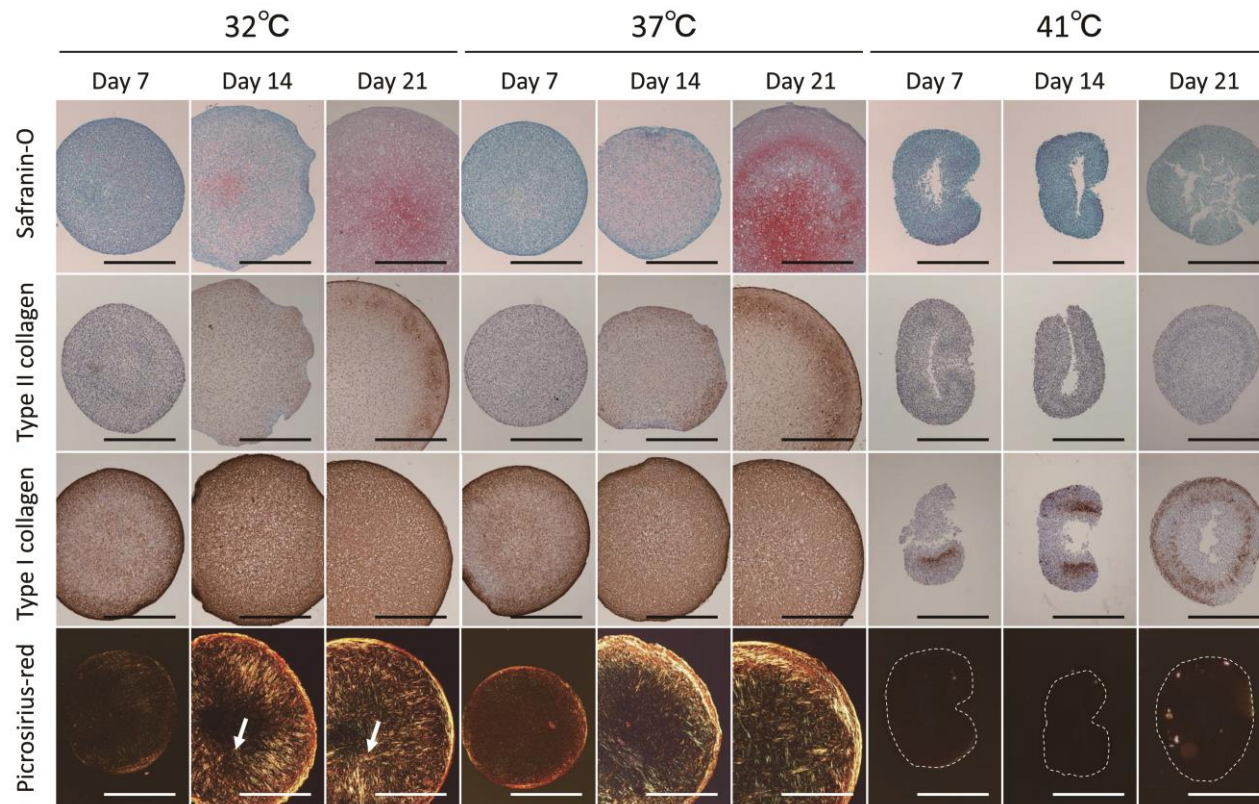 32℃ 37℃ 41℃
Day 7 Day 14 Day 21 Day 7 Day 14 Day 21 Day 7 Day 14 Day 21
Safranin-O
Type II collagen
Type I collagen
Picrosirius-red